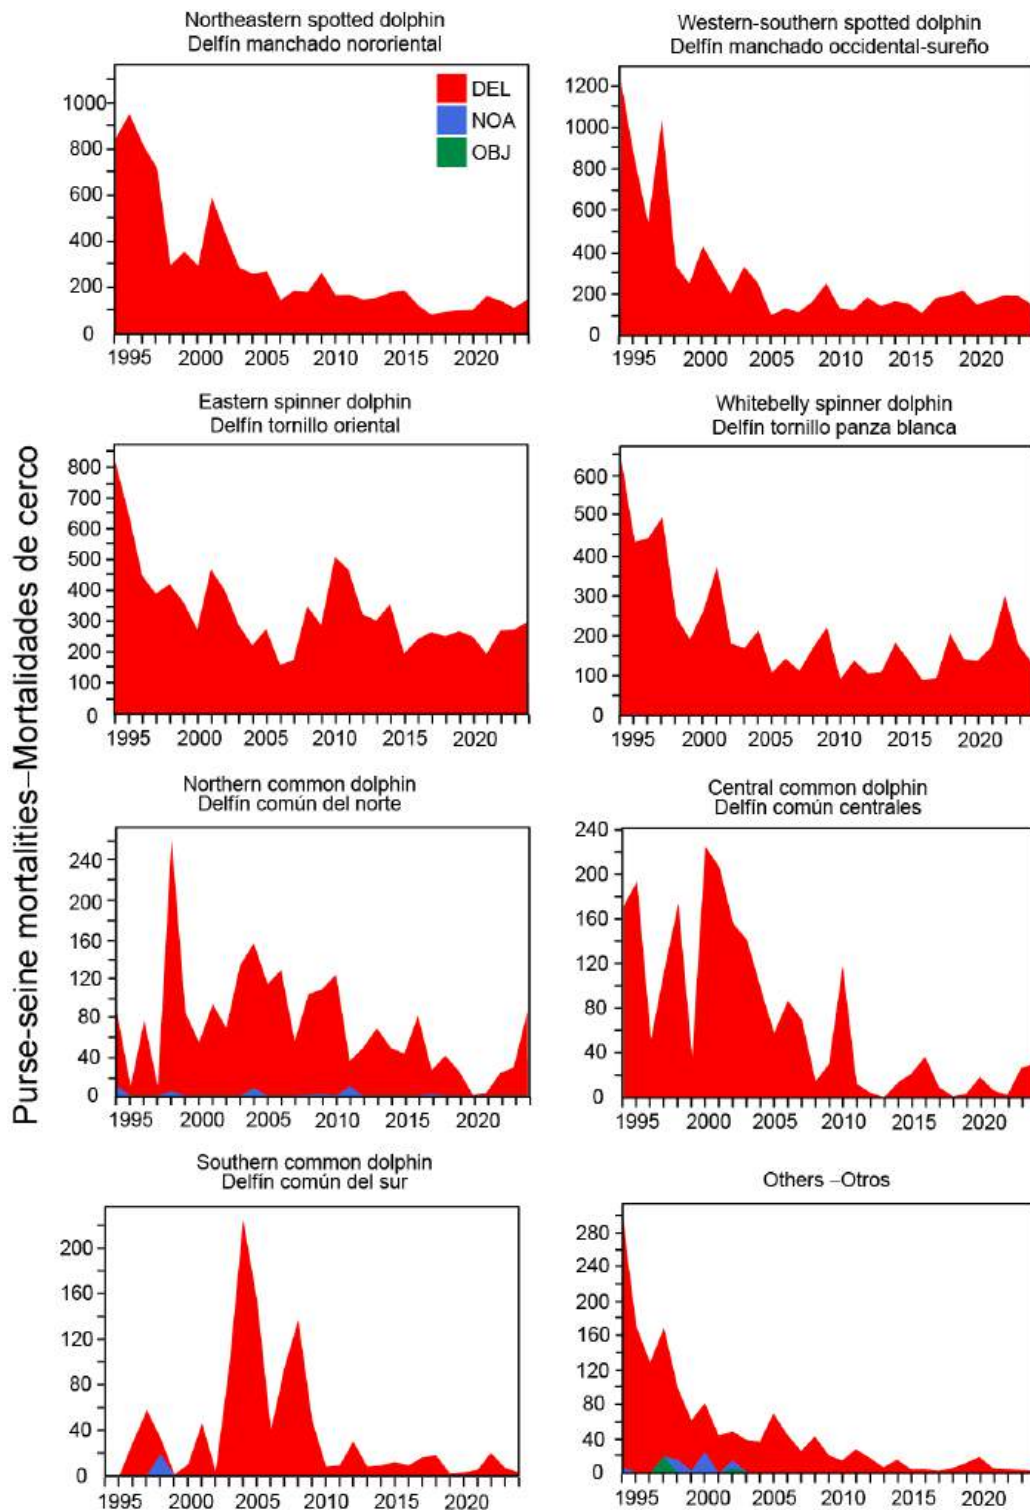 Purse-seine mortalities–Mortalidades de cerco
Northeastern spotted dolphin
Delfín manchado nororiental
1000
800
600
400
200
0
1995 2000 2005 2010 2015 2020
DEL
NOA
OBJ
Western-southern spotted dolphin
Delfín manchado occidental-sureño
1200
1000
800
600
400
200
0
1995 2000 2005 2010 2015 2020
Eastern spinner dolphin
Delfín tornillo oriental
800
700
600
500
400
300
200
100
0
1995 2000 2005 2010 2015 2020
Whitebelly spinner dolphin
Delfín tornillo panza blanca
600
500
400
300
200
100
0
1995 2000 2005 2010 2015 2020
Northern common dolphin
Delfín común del norte
240
200
160
120
80
40
0
1995 2000 2005 2010 2015 2020
Central common dolphin
Delfín común centrales
240
200
160
120
80
40
0
1995 2000 2005 2010 2015 2020
Southern common dolphin
Delfín común del sur
200
160
120
80
40
0
1995 2000 2005 2010 2015 2020
Others –Otros
280
240
200
160
120
80
40
0
1995 2000 2005 2010 2015 2020